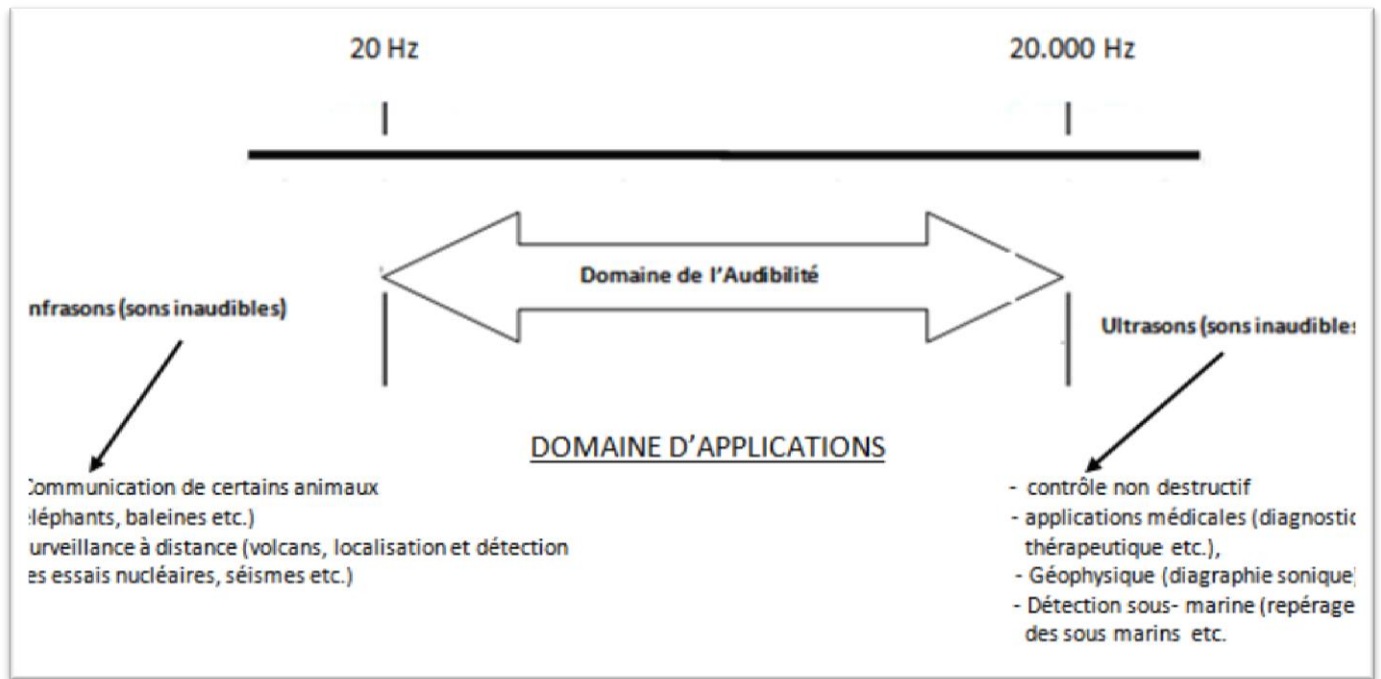 20 Hz
20.000 Hz
Domaine de l'Audibilité
nfrasons (sons inaudibles)
Ultrasons (sons inaudibles
DOMAINE D'APPLICATIONS
Communication de certains animaux
éléphants, baleines etc.)
urveillance à distance (volcans, localisation et détection
es essais nucléaires, séismes etc.)
- contrôle non destructif
- applications médicales (diagnostic
thérapeutique etc.),
- Géophysique (diagraphie sonique)
- Détection sous- marine (repérage
des sous marins etc.